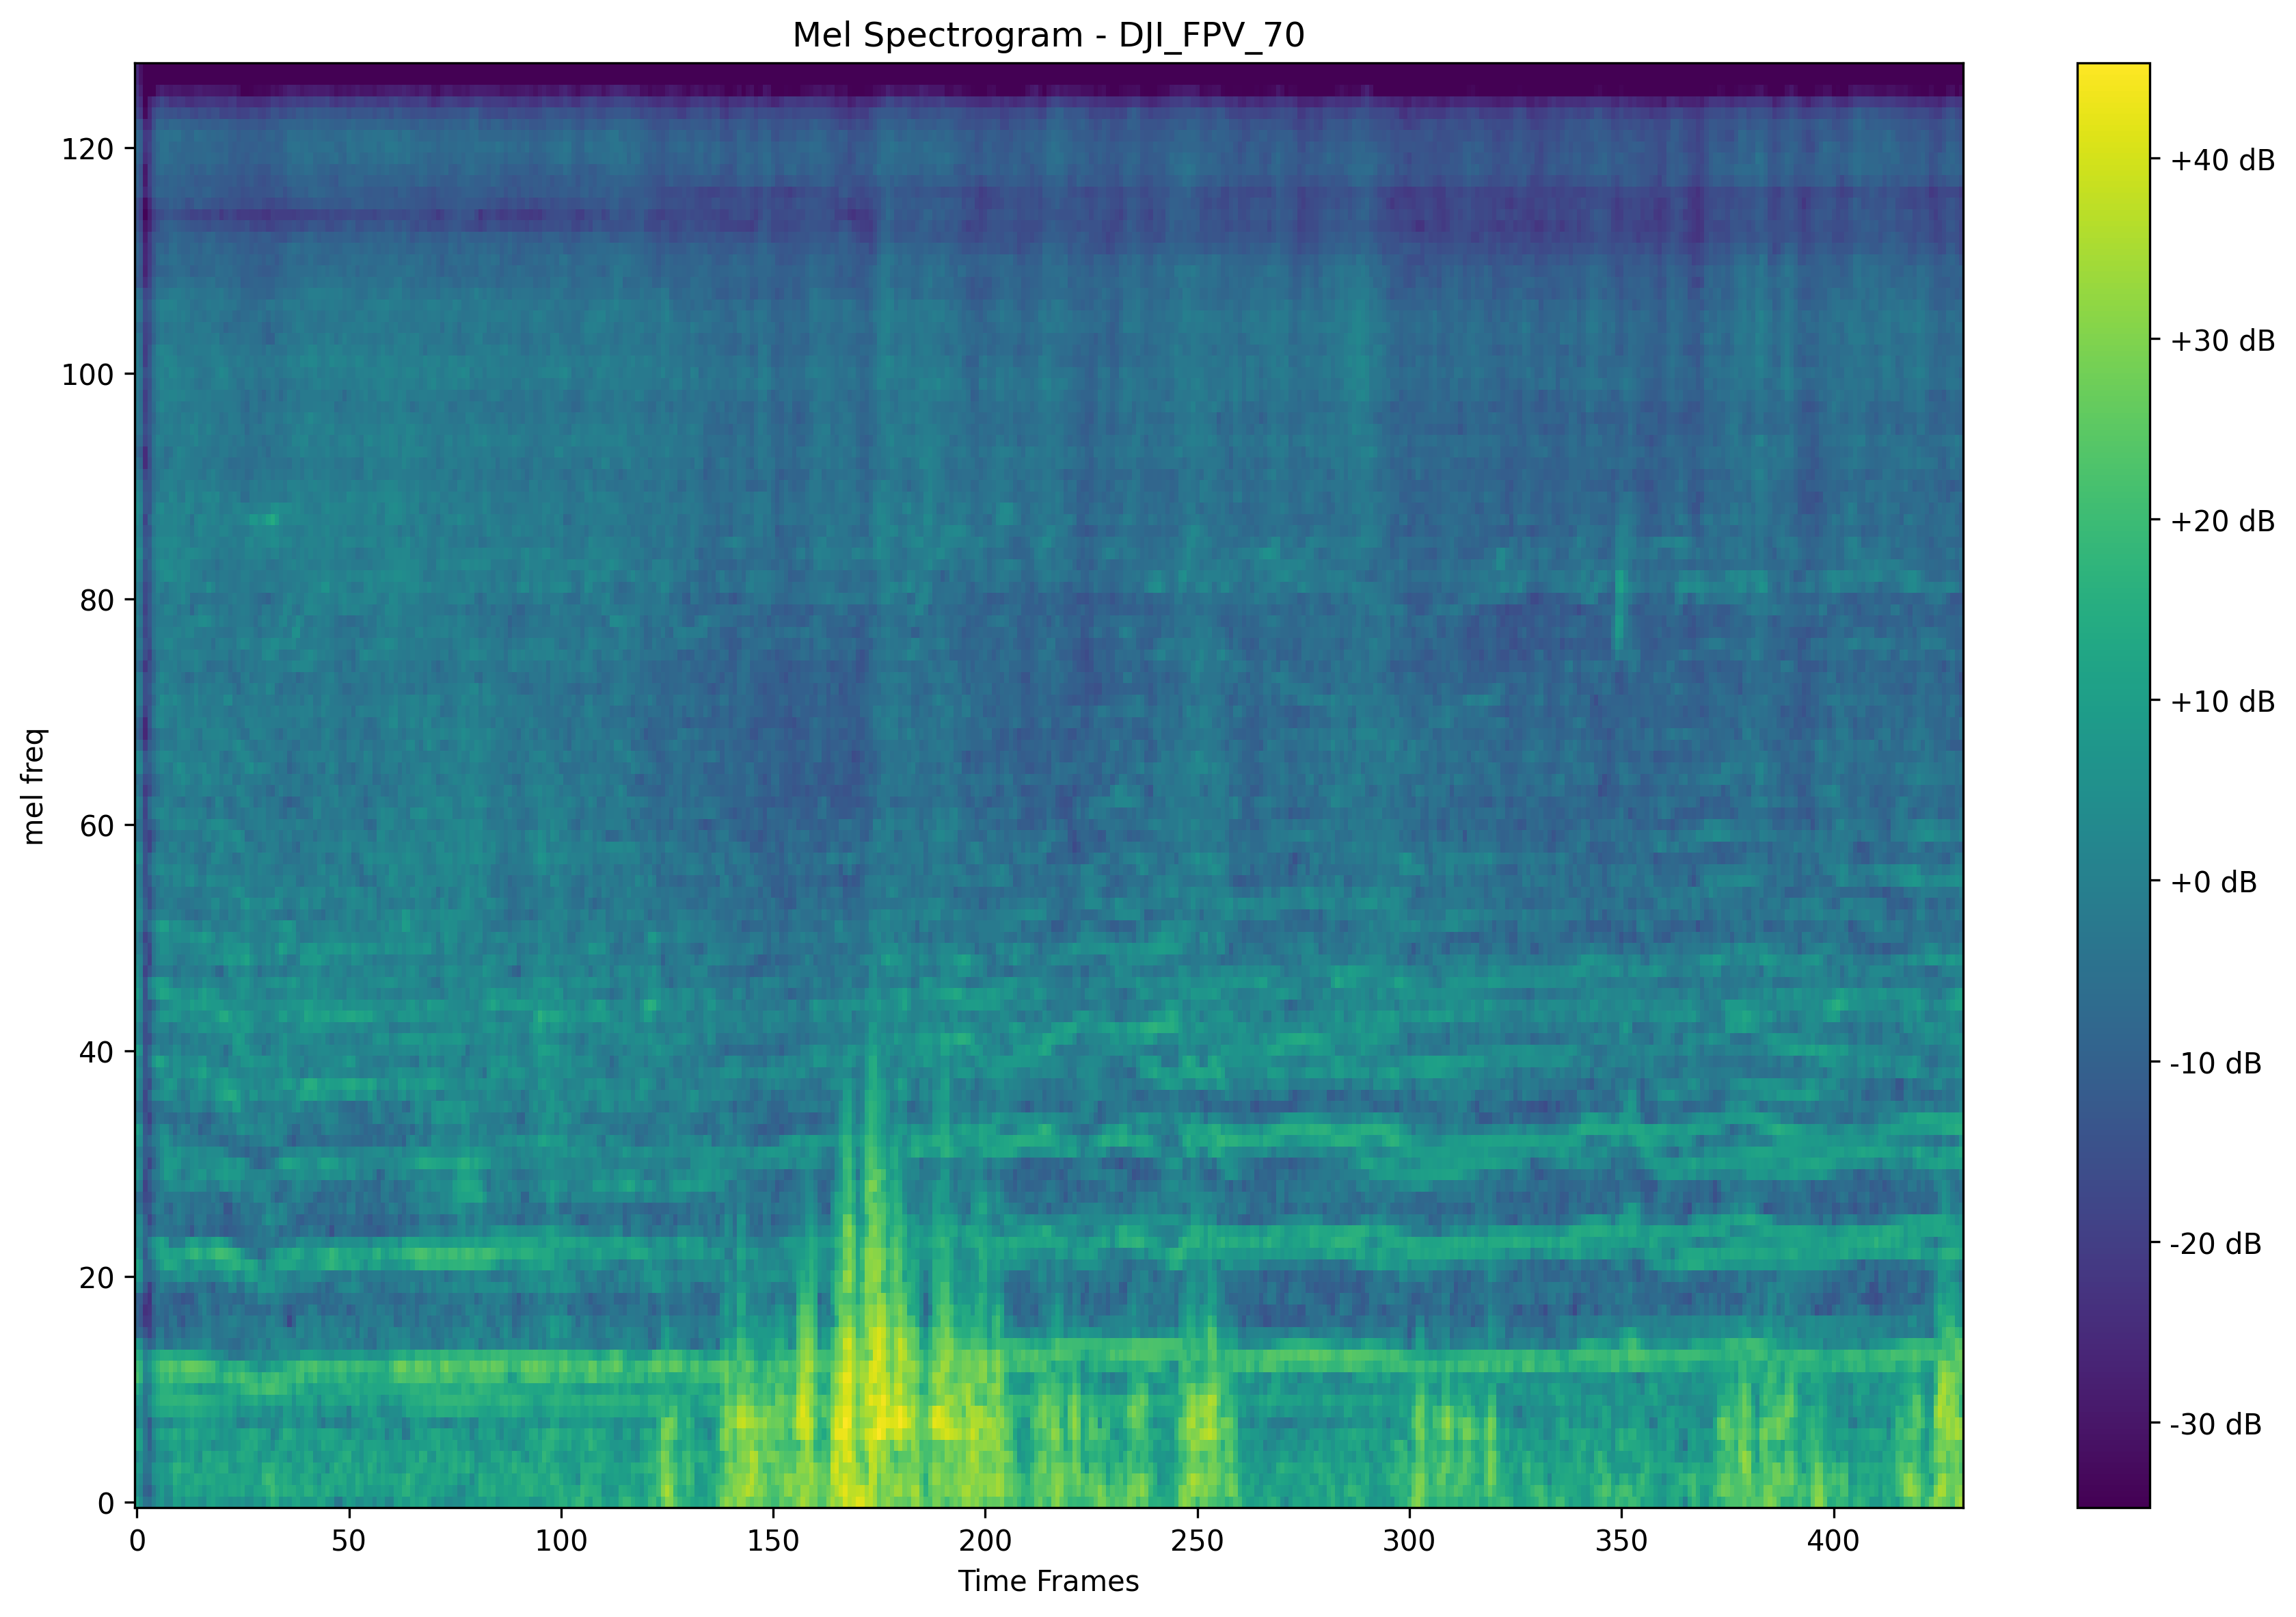 Mel Spectrogram - DJI_FPV_70
120
100
80
60
40
20
0
mel freq
0 50 100 150 200 250 300 350 400
Time Frames
+40 dB
+30 dB
+20 dB
+10 dB
+0 dB
-10 dB
-20 dB
-30 dB